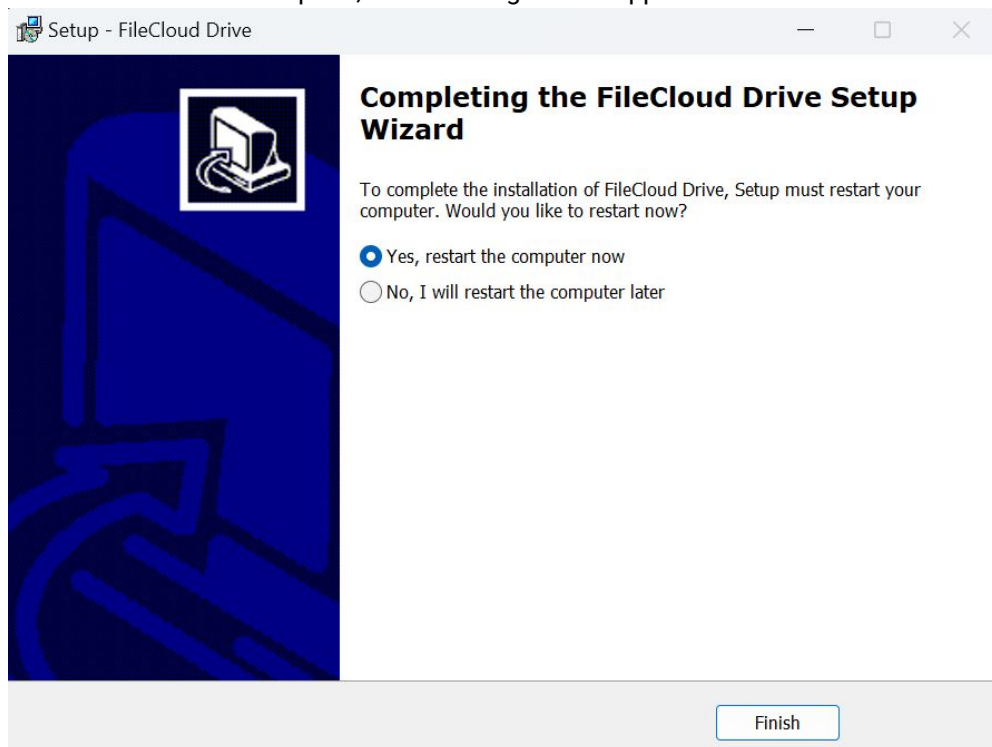 Setup - FileCloud Drive
Completing the FileCloud Drive Setup
Wizard
To complete the installation of FileCloud Drive, Setup must restart your
computer. Would you like to restart now?
Yes, restart the computer now
No, I will restart the computer later
Finish